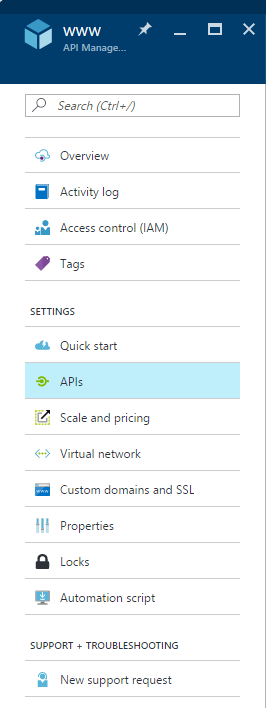 www
API Manage...
Search (Ctrl+/)
Overview
Activity log
Access control (IAM)
Tags
SETTINGS
Quick start
APIs
Scale and pricing
Virtual network
Custom domains and SSL
Properties
Locks
Automation script
SUPPORT + TROUBLESHOOTING
New support request